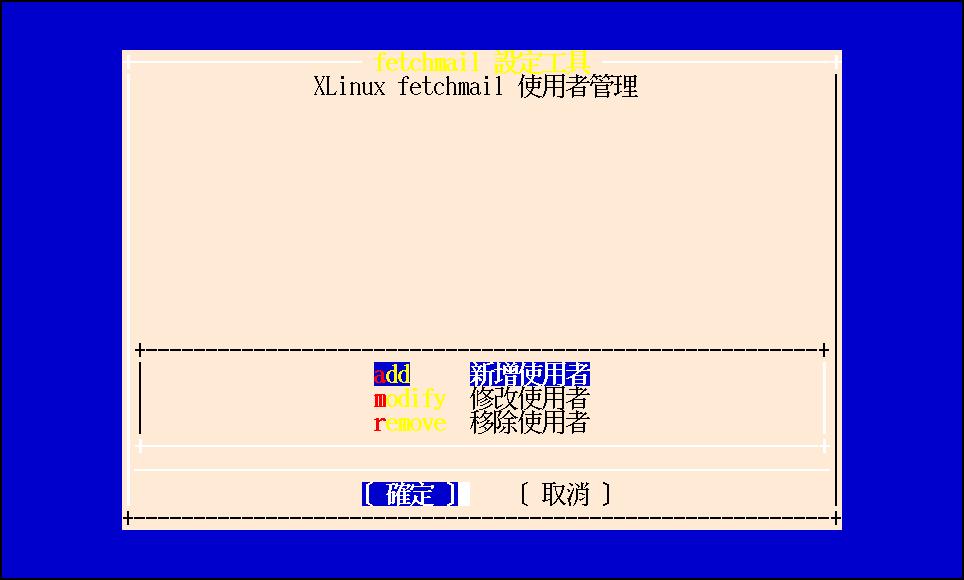 fetchmail 設定工具
XLinux fetchmail 使用者管理
add 新增使用者
modify 修改使用者
remove 移除使用者
[ 確定 ] [ 取消 ]